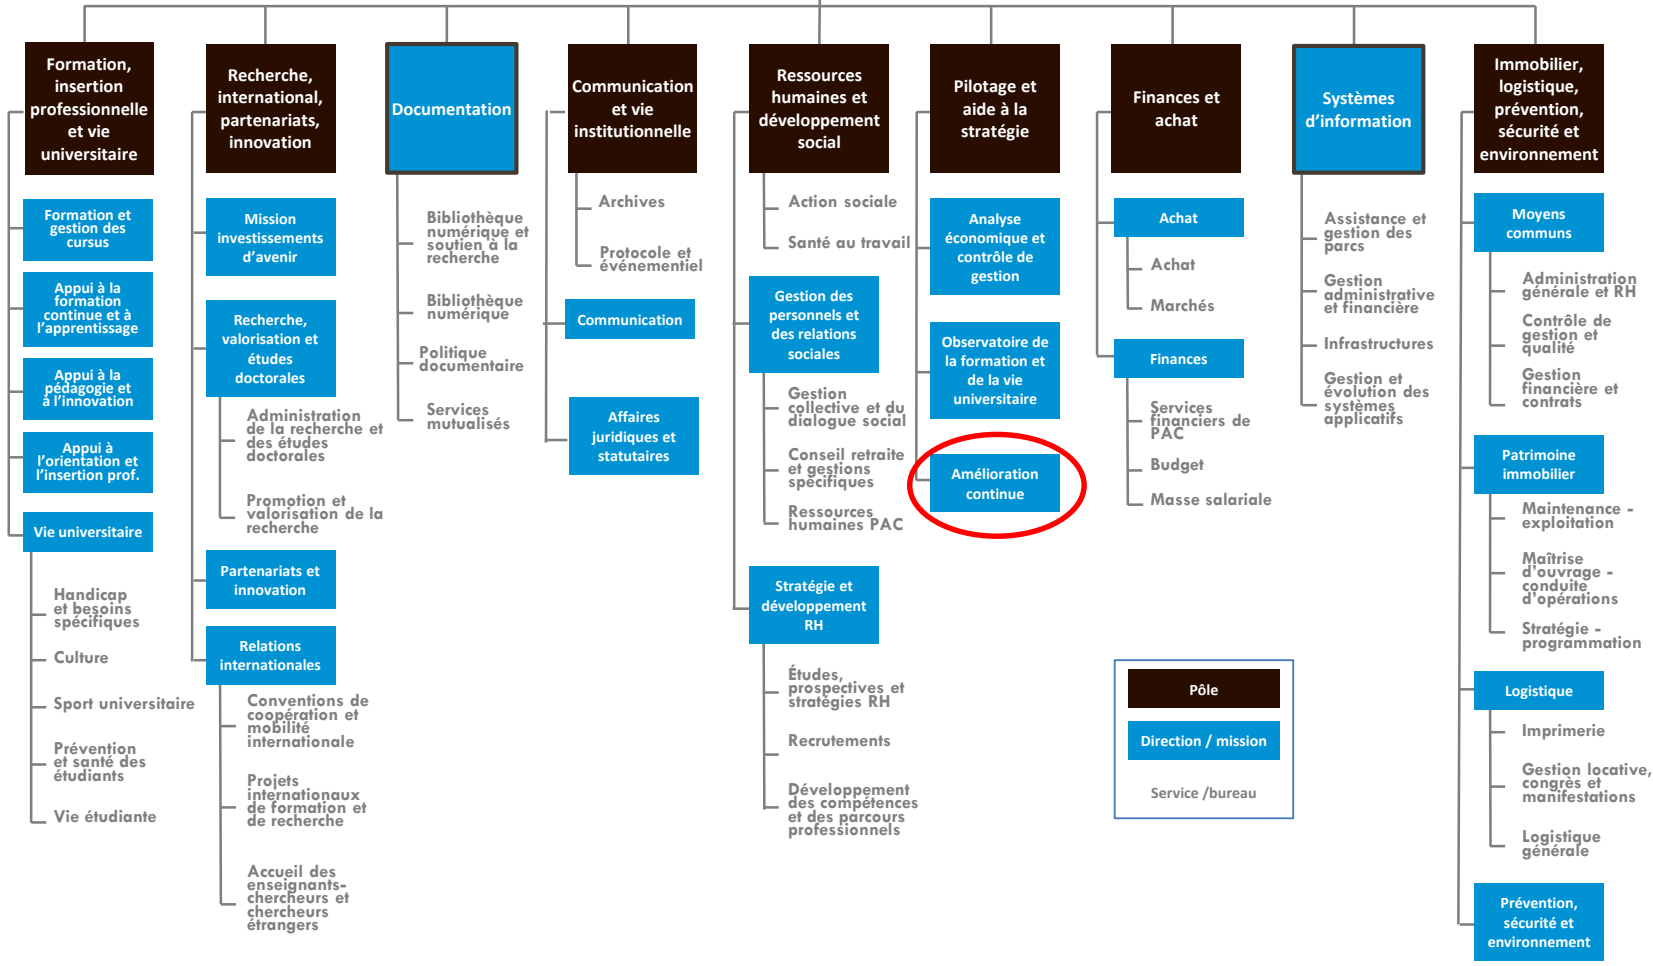 Formation,
insertion
professionnelle
et vie
universitaire
Formation et
gestion des
cursus
Appui à la
formation
continue et à
l'apprentissage
Appui à la
pédagogie et
à l'innovation
Appui à
l'orientation et
l'insertion prof.
Vie universitaire
Handicap
et besoins
spécifiques
Culture
Sport universitaire
Prévention
et santé des
étudiants
Vie étudiante
Recherche,
international,
partenariats,
innovation
Mission
investissements
d'avenir
Recherche,
valorisation et
études
doctorales
Administration
de la recherche et
des études
doctorales
Promotion et
valorisation de la
recherche
Partenariats et
innovation
Relations
internationales
Conventions de
coopération et
mobilité
internationale
Projets
internationaux
de formation et
de recherche
Accueil des
enseignants-
chercheurs et
chercheurs
étrangers
Documentation
Bibliothèque
numérique et
soutien à la
recherche
Bibliothèque
numérique
Politique
documentaire
Services
mutualisés
Communication
et vie
institutionnelle
Archives
Protocole et
événementiel
Communication
Affaires
juridiques et
statutaires
Ressources
humaines et
développement
social
Action sociale
Santé au travail
Gestion des
personnels et
des relations
sociales
Gestion
collective et du
dialogue social
Conseil retraite
et gestions
spécifiques
Ressources
humaines PAC
Stratégie et
développement
RH
Études,
prospectives et
stratégies RH
Recrutements
Développement
des compétences
et des parcours
professionnels
Pilotage et
aide à la
stratégie
Analyse
économique et
contrôle de
gestion
Observatoire de
la formation et
de la vie
universitaire
Amélioration
continue
Finances et
achat
Achat
Achat
Marchés
Finances
Services
financiers de
PAC
Budget
Masse salariale
Systèmes
d'information
Assistance et
gestion des
parcs
Gestion
administrative
et financière
Infrastructures
Gestion et
évolution des
systèmes
applicatifs
Immobilier,
logistique,
prévention,
sécurité et
environnement
Moyens
communs
Administration
générale et RH
Contrôle de
gestion et
qualité
Gestion
financière et
contrats
Patrimoine
immobilier
Maintenance -
exploitation
Maîtrise
d'ouvrage -
conduite
d'opérations
Stratégie -
programmation
Logistique
Imprimerie
Gestion locative,
congrès et
manifestations
Logistique
générale
Prévention,
sécurité et
environnement
Pôle
Direction / mission
Service /bureau